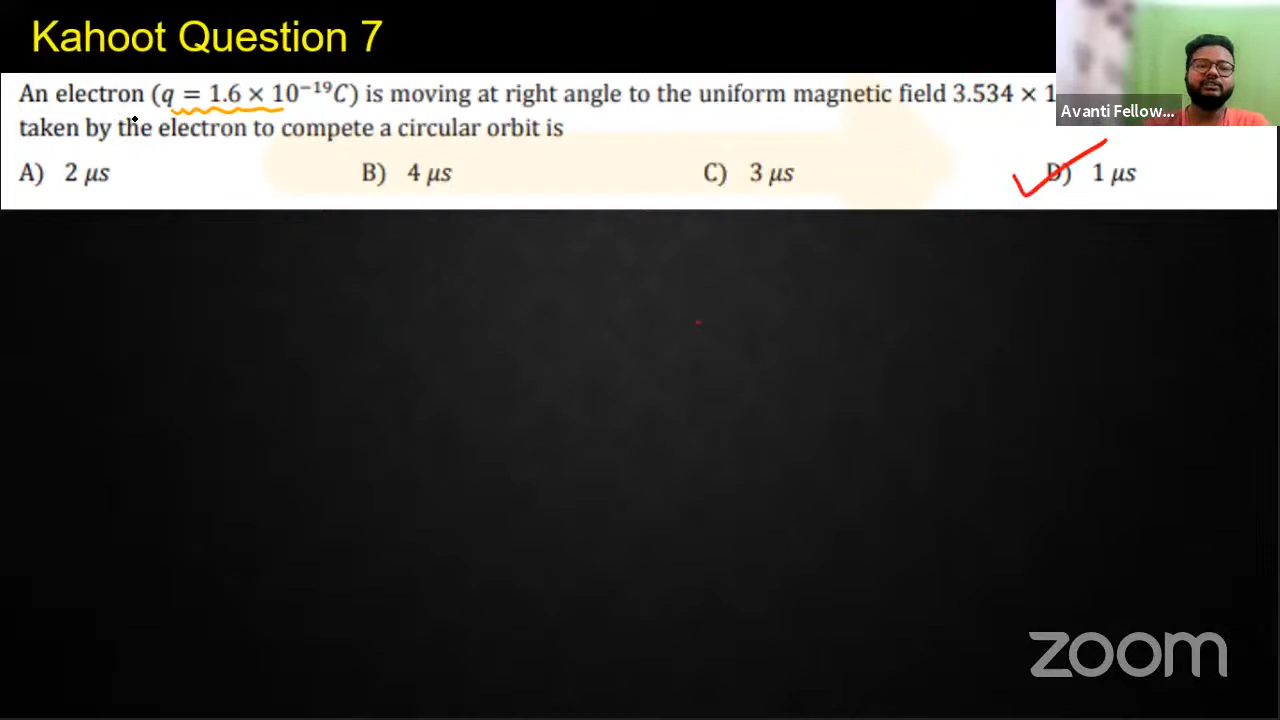 Kahoot Question 7
An electron (q = 1.6 × 10⁻¹⁹C) is moving at right angle to the uniform magnetic field 3.534 × 1
taken by the electron to compete a circular orbit is
A) 2 μs B) 4 μs C) 3 μs D) 1 μs
Avanti Fellow...
zoom